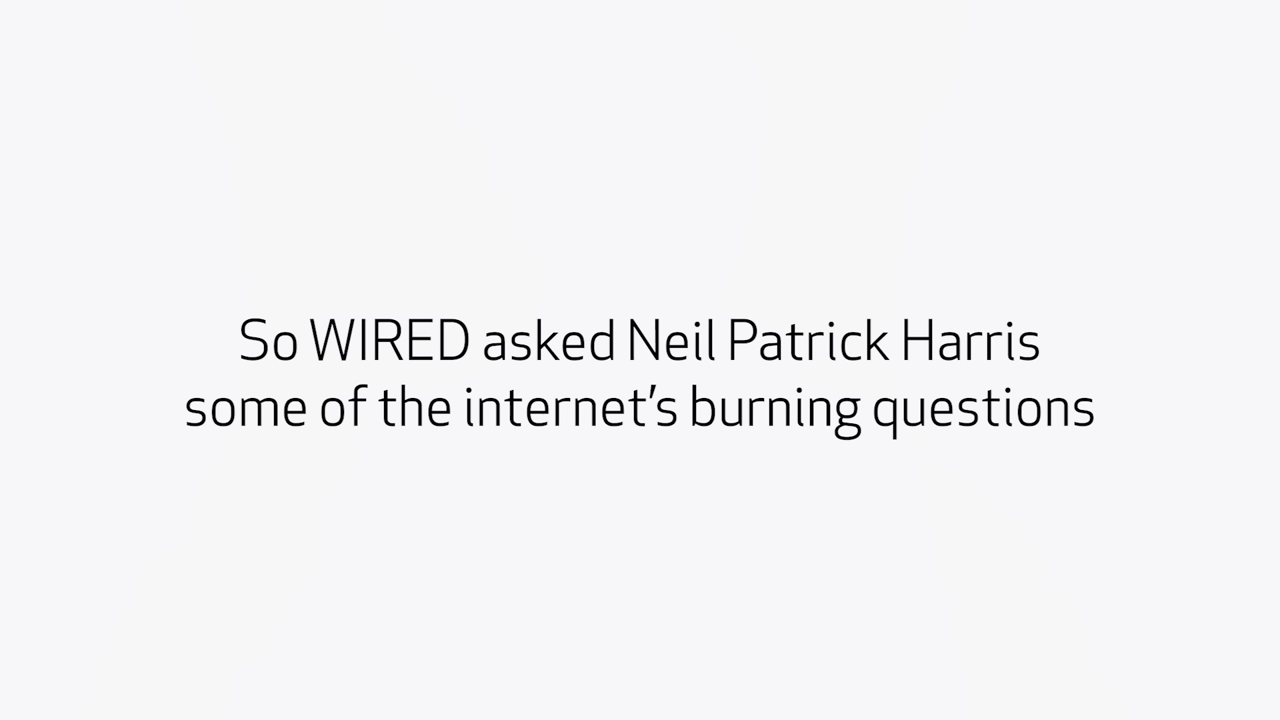 So WIRED asked Neil Patrick Harris
some of the internet’s burning questions